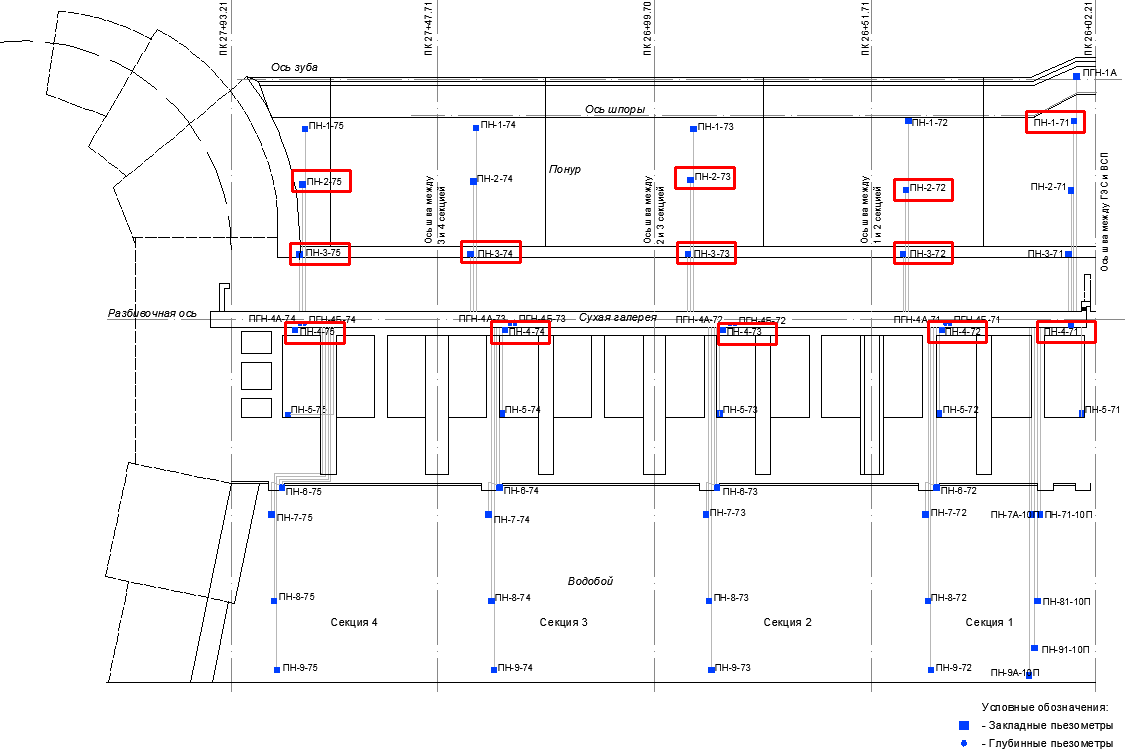 ПК 27+93.21
ПК 27+47.71
ПК 26+99.70
ПК 26+51.71
ПК 26+02.21
Ось зуба
ПГН-1А
Ось шпоры
ПН-1-75
ПН-1-74
ПН-1-73
ПН-1-72
ПН-1-71
Понур
ПН-2-75
ПН-2-74
ПН-2-73
ПН-2-72
ПН-2-71
Ось шва между
3 и 4 секцией
Ось шва между
2 и 3 секцией
Ось шва между
1 и 2 секцией
Ось шва между ГЭС и ВСП
ПН-3-75
ПН-3-74
ПН-3-73
ПН-3-72
ПН-3-71
Разбивочная ось
ПГН-4А-74
ПГН-4Б-74
ПГН-4А-73
ПГН-4Б-73
Сухая галерея
ПГН-4А-72
ПГН-4Б-72
ПГН-4А-71
ПГН-4Б-71
ПН-4-75
ПН-4-74
ПН-4-73
ПН-4-72
ПН-4-71
ПН-5-75
ПН-5-74
ПН-5-73
ПН-5-72
ПН-5-71
ПН-6-75
ПН-6-74
ПН-6-73
ПН-6-72
ПН-7-75
ПН-7-74
ПН-7-73
ПН-7-72
ПН-7А-10П
ПН-71-10П
Водобой
ПН-8-75
ПН-8-74
ПН-8-73
ПН-8-72
ПН-81-10П
Секция 4
Секция 3
Секция 2
Секция 1
ПН-91-10П
ПН-9-75
ПН-9-74
ПН-9-73
ПН-9-72
ПН-9А-10П
Условные обозначения:
- Закладные пьезометры
- Глубинные пьезометры